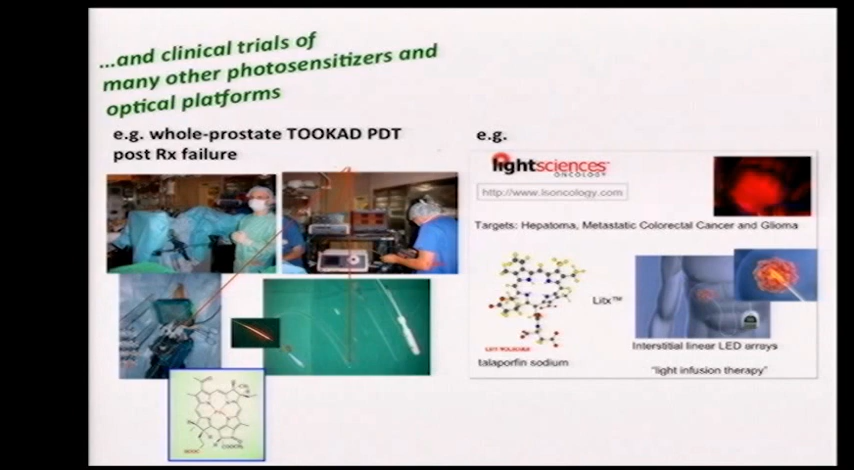 ...and clinical trials of
many other photosensitizers and
optical platforms
e.g. whole-prostate TOOKAD PDT
post Rx failure
e.g.
lightsciences
ONCOLOGY
http://www.lsoncology.com
Targets: Hepatoma, Metastatic Colorectal Cancer and Glioma
Litx™
talaporfin sodium
Interstitial linear LED arrays
"light infusion therapy"